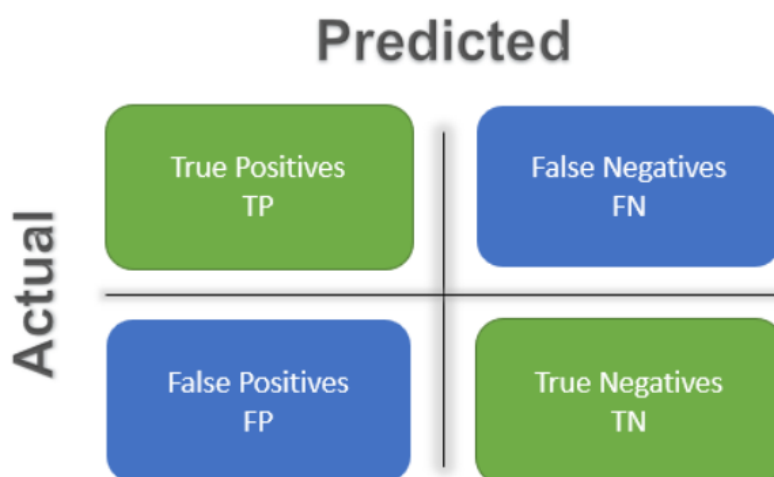 Predicted
Actual
True Positives
TP
False Negatives
FN
False Positives
FP
True Negatives
TN